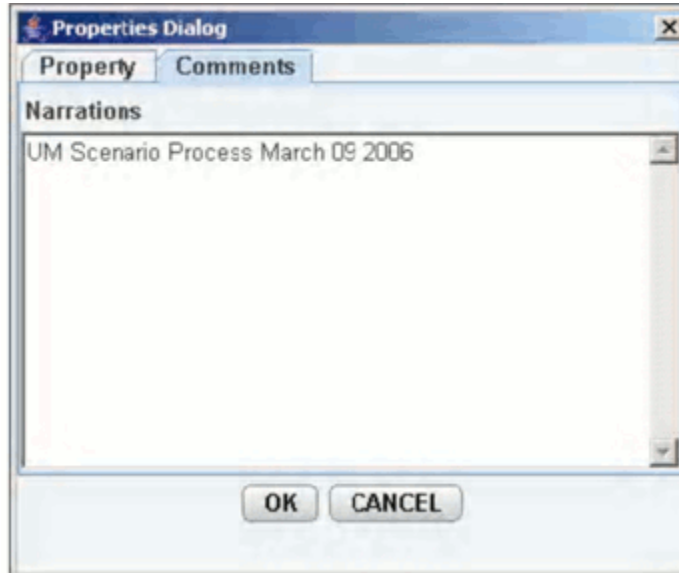 Properties Dialog
Property Comments
Narrations
UM Scenario Process March 09 2006
OK CANCEL